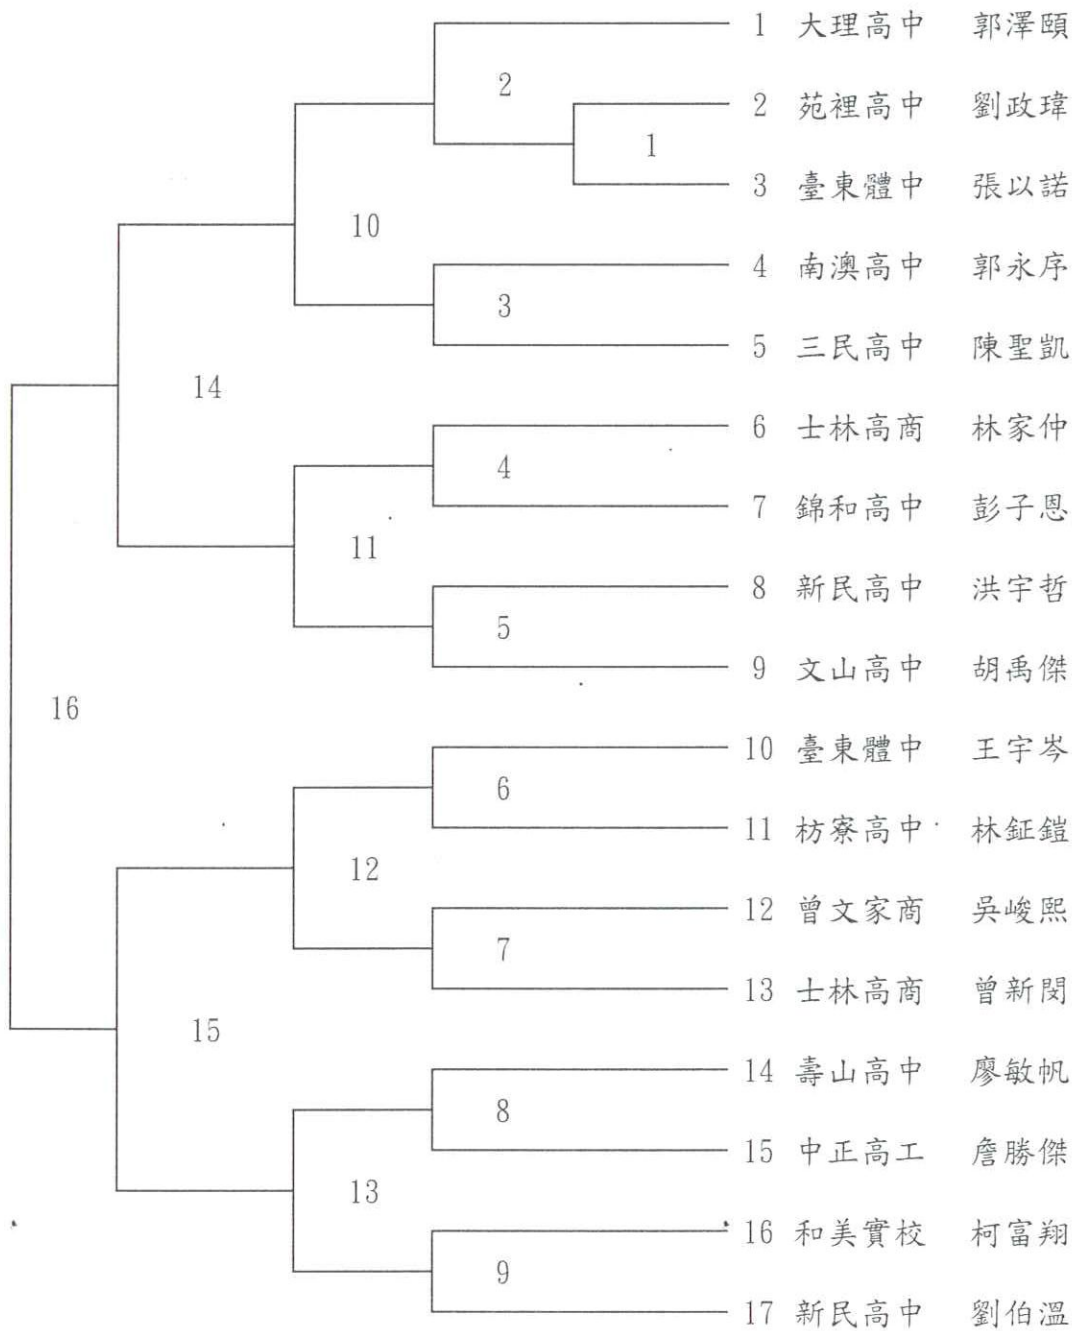 1 大理高中 郭澤頤
2
2 苑裡高中 劉政瑋
1
3 臺東體中 張以諾
10
4 南澳高中 郭永序
3
5 三民高中 陳聖凱
14
6 士林高商 林家仲
4
7 錦和高中 彭子恩
11
8 新民高中 洪宇哲
5
9 文山高中 胡禹傑
16
10 臺東體中 王宇岑
6
11 枋寮高中 林鉦鎧
12
12 曾文家商 吳峻熙
7
13 士林高商 曾新閔
15
14 壽山高中 廖敏帆
8
15 中正高工 詹勝傑
13
16 和美實校 柯富翔
9
17 新民高中 劉伯溫